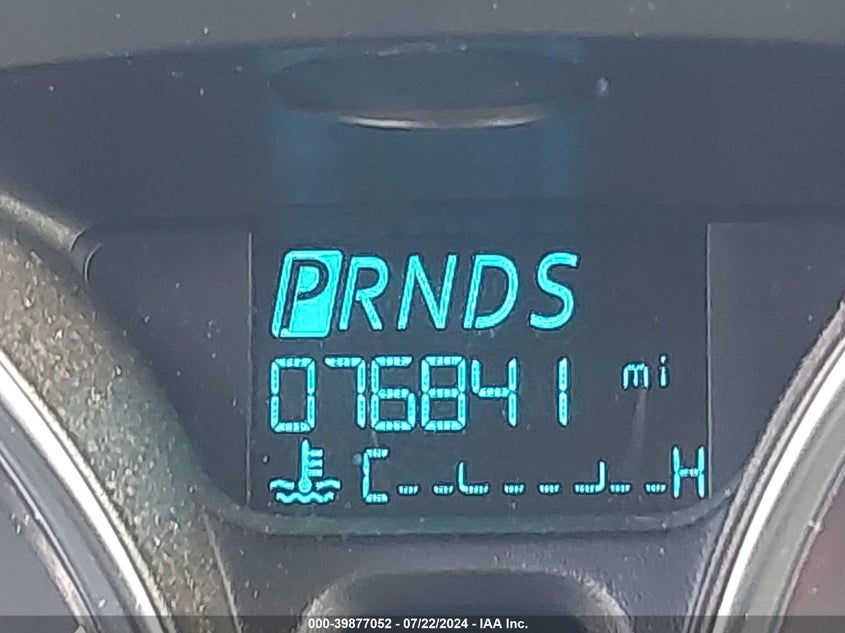 PRNDS
076841 mi
C H
000-39877052 - 07/22/2024 - IAA Inc.